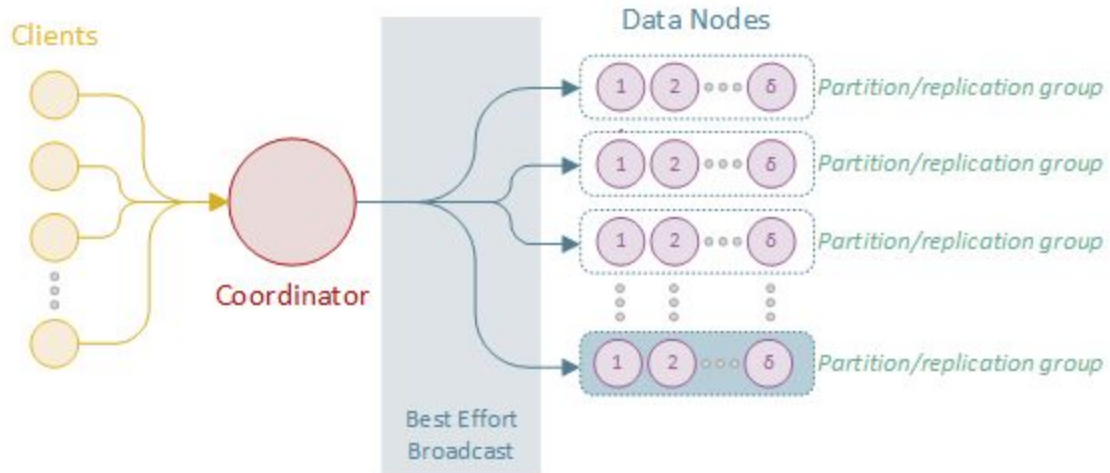 Clients
Data Nodes
1 2 δ Partition/replication group
1 2 δ Partition/replication group
1 2 δ Partition/replication group
Coordinator
1 2 δ Partition/replication group
Best Effort
Broadcast